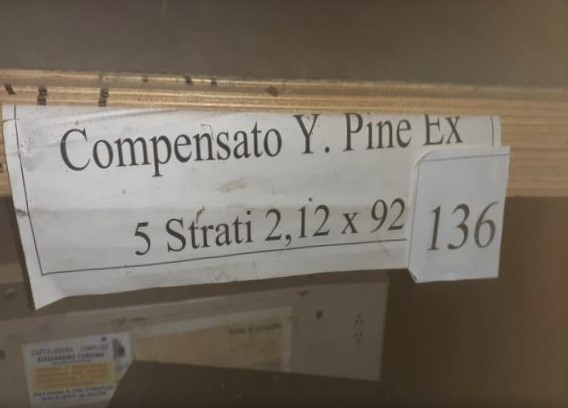 Compensato Y. Pine Ex
5 Strati 2,12 x 92
136